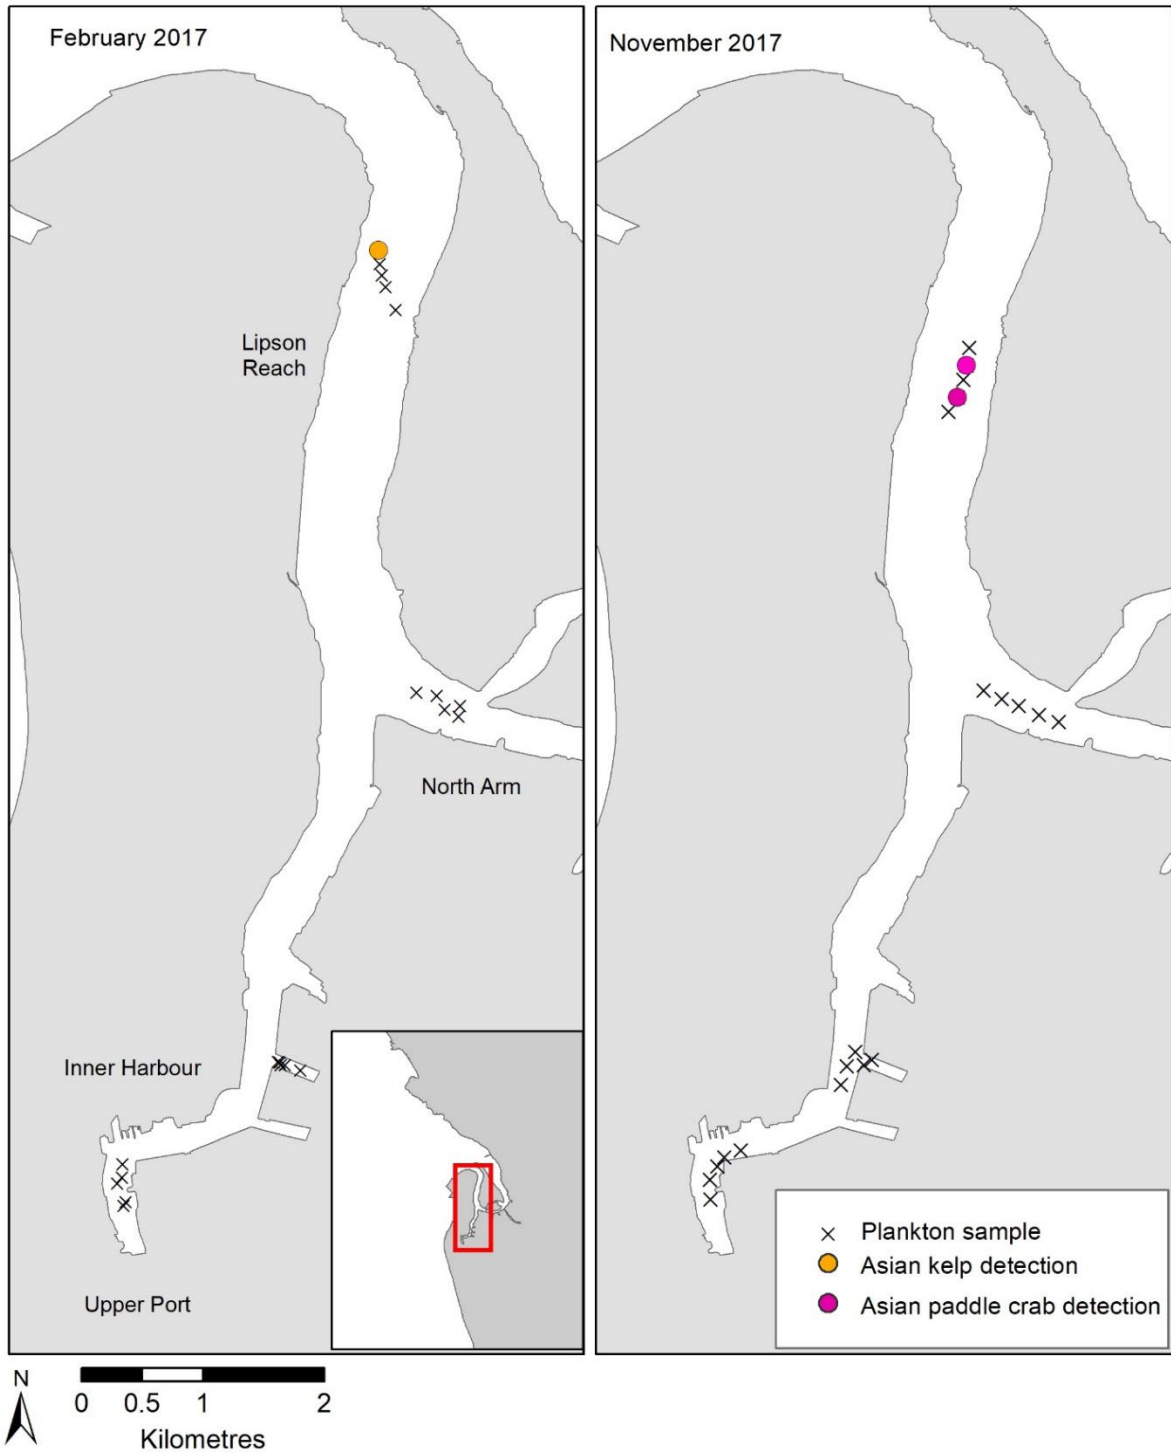 February 2017
November 2017
Lipson
Reach
North Arm
Inner Harbour
Upper Port
Plankton sample
Asian kelp detection
Asian paddle crab detection
N
0 0.5 1 2
Kilometres